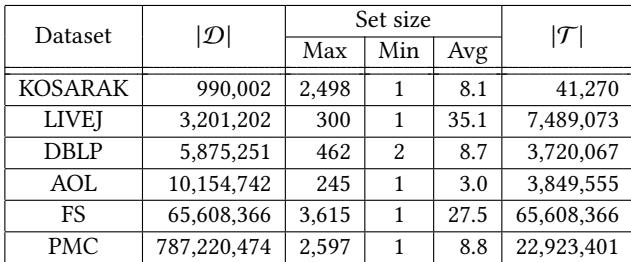 Dataset |𝒟| Set size |𝒯|
Max Min Avg
KOSARAK 990,002 2,498 1 8.1 41,270
LIVEJ 3,201,202 300 1 35.1 7,489,073
DBLP 5,875,251 462 2 8.7 3,720,067
AOL 10,154,742 245 1 3.0 3,849,555
FS 65,608,366 3,615 1 27.5 65,608,366
PMC 787,220,474 2,597 1 8.8 22,923,401